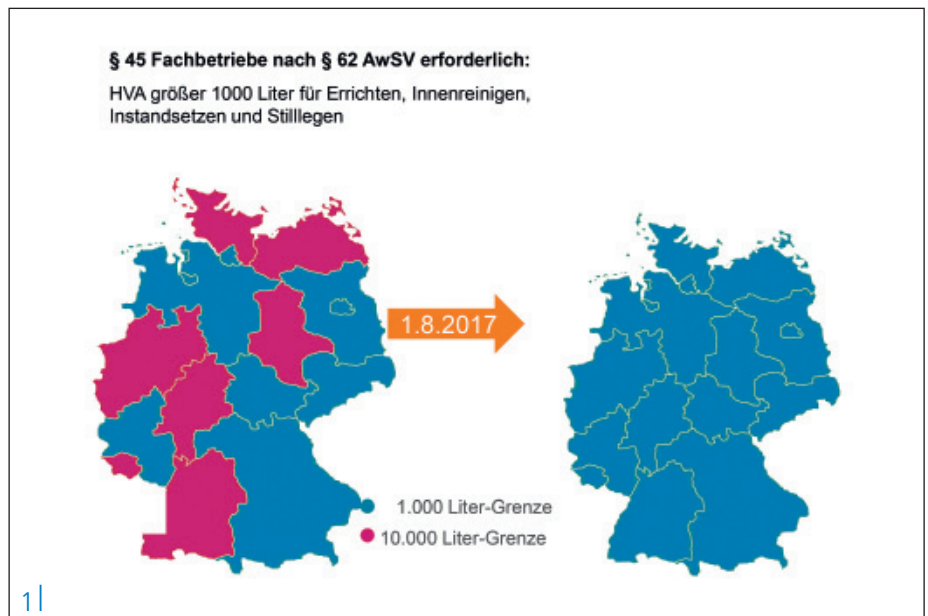 § 45 Fachbetriebe nach § 62 AwSV erforderlich:
HVA größer 1000 Liter für Errichten, Innenreinigen,
Instandsetzen und Stilllegen
1.8.2017
1.000 Liter-Grenze
10.000 Liter-Grenze
1|